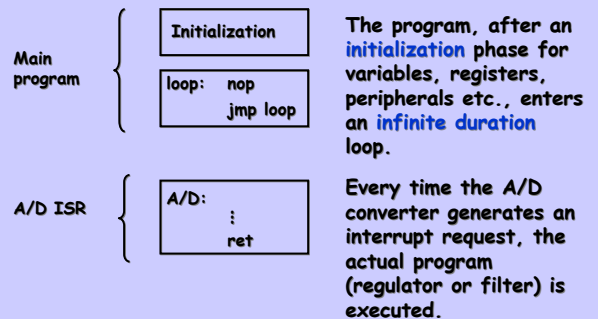 Main
program
Initialization
loop: nop
jmp loop
The program, after an
initialization phase for
variables, registers,
peripherals etc., enters
an infinite duration
loop.
A/D ISR
A/D:
⋮
ret
Every time the A/D
converter generates an
interrupt request, the
actual program
(regulator or filter) is
executed.